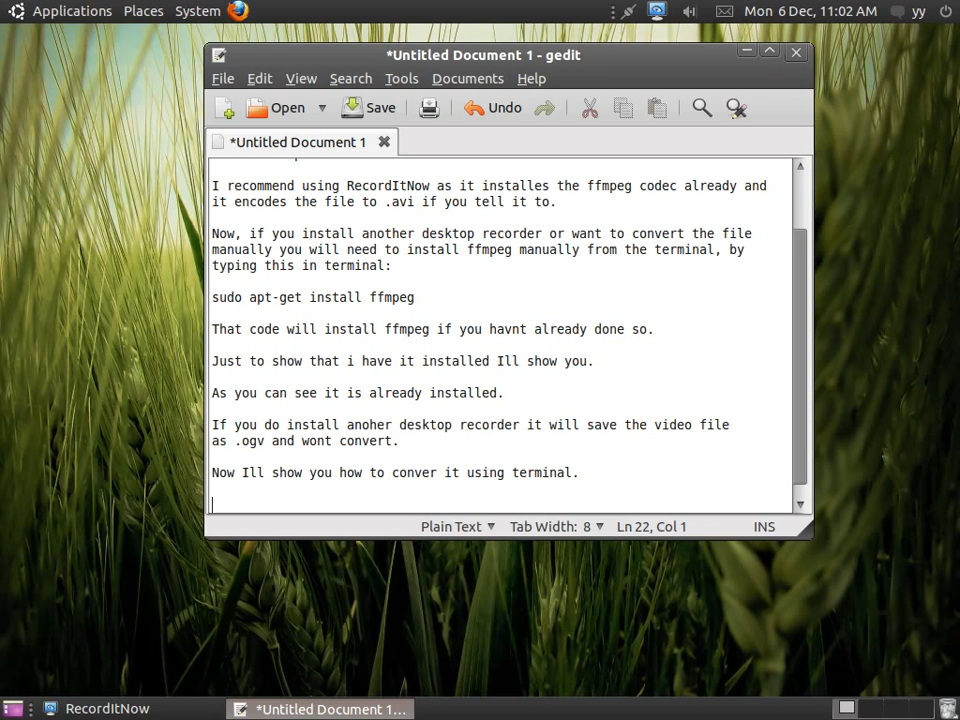 Applications Places System Mon 6 Dec, 11:02 AM yy
*Untitled Document 1 - gedit
File Edit View Search Tools Documents Help
Open Save Undo
*Untitled Document 1
I recommend using RecordItNow as it installes the ffmpeg codec already and
it encodes the file to .avi if you tell it to.
Now, if you install another desktop recorder or want to convert the file
manually you will need to install ffmpeg manually from the terminal, by
typing this in terminal:
sudo apt-get install ffmpeg
That code will install ffmpeg if you havnt already done so.
Just to show that i have it installed Ill show you.
As you can see it is already installed.
If you do install anoher desktop recorder it will save the video file
as .ogv and wont convert.
Now Ill show you how to conver it using terminal.
Plain Text Tab Width: 8 Ln 22, Col 1 INS
RecordItNow *Untitled Document 1...